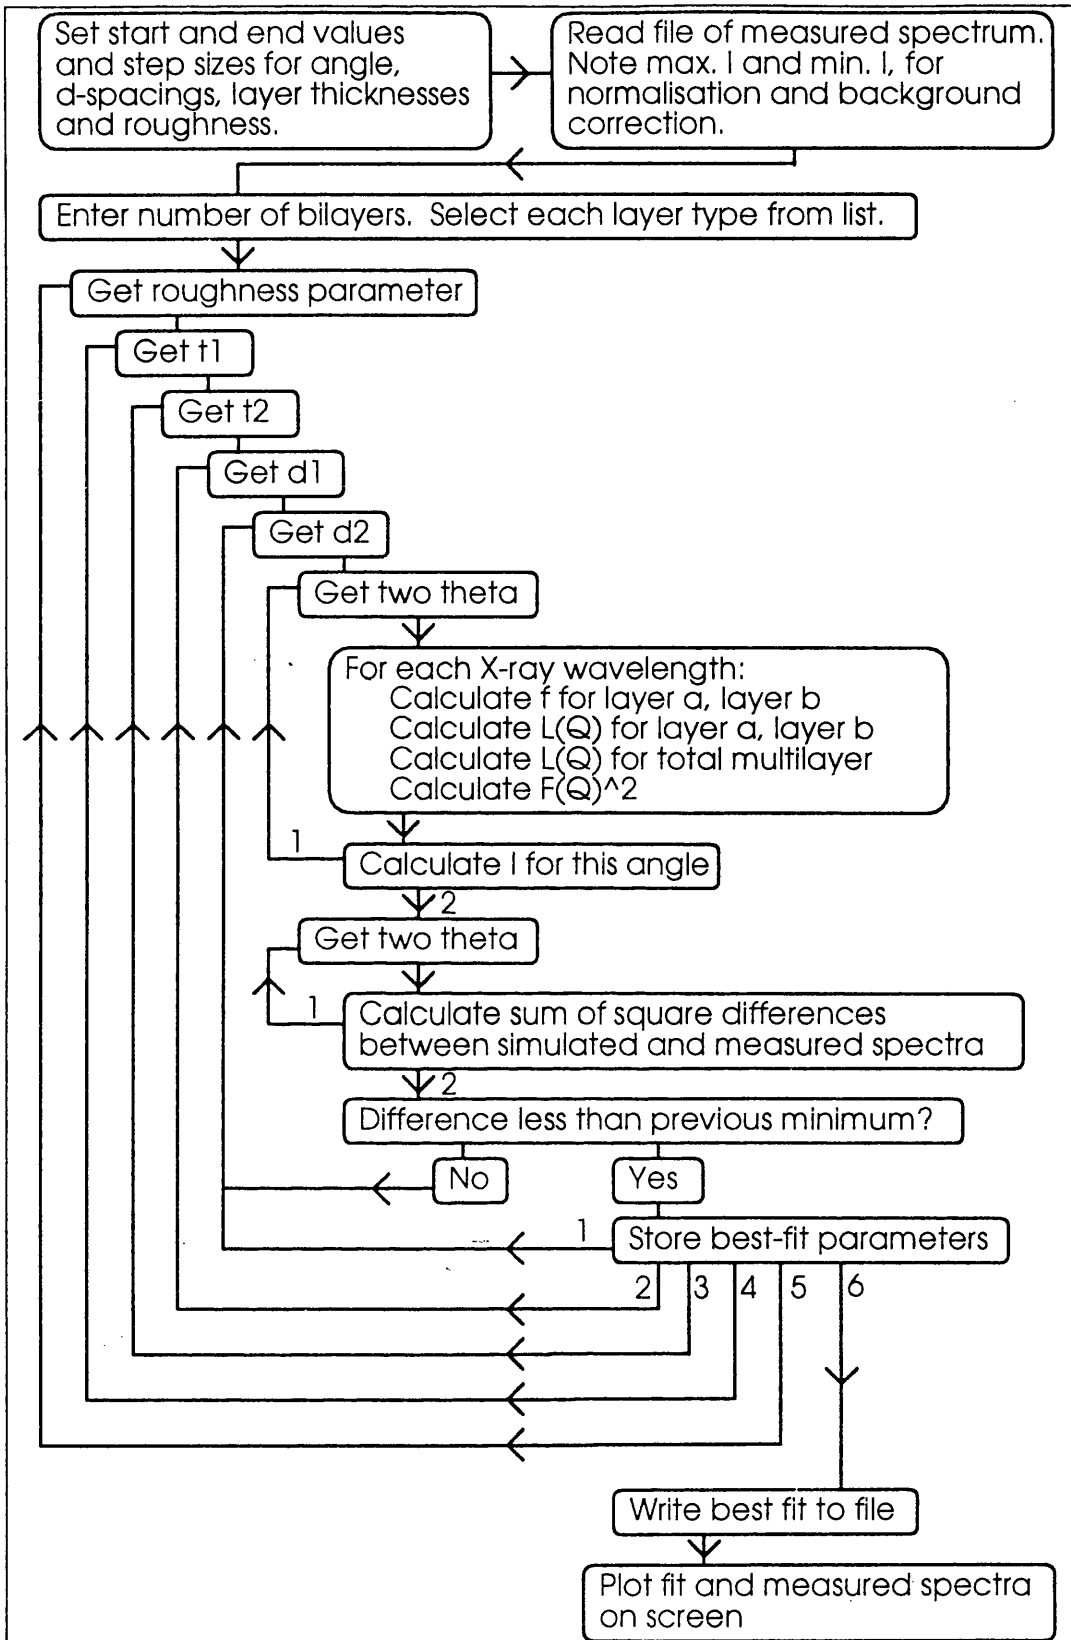 Set start and end values
and step sizes for angle,
d-spacings, layer thicknesses
and roughness.
Read file of measured spectrum.
Note max. I and min. I, for
normalisation and background
correction.
Enter number of bilayers. Select each layer type from list.
Get roughness parameter
Get t1
Get t2
Get d1
Get d2
Get two theta
For each X-ray wavelength:
Calculate f for layer a, layer b
Calculate L(Q) for layer a, layer b
Calculate L(Q) for total multilayer
Calculate F(Q)^2
1
Calculate I for this angle
2
Get two theta
1
Calculate sum of square differences
between simulated and measured spectra
2
Difference less than previous minimum?
No
Yes
1
Store best-fit parameters
2
3
4
5
6
Write best fit to file
Plot fit and measured spectra
on screen